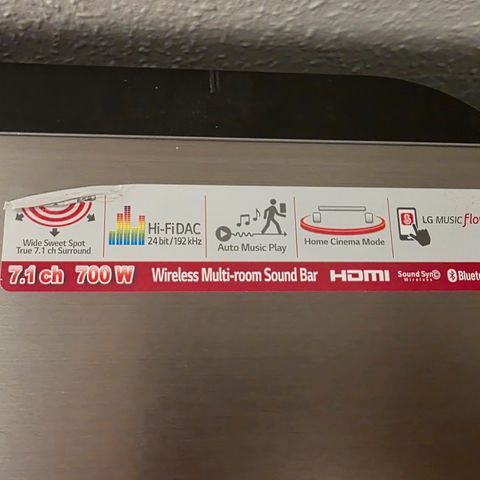 Wide Sweet Spot
True 7.1 ch Surround
Hi-Fi DAC
24 bit/192 kHz
Auto Music Play
Home Cinema Mode
LG MUSIC flow
7.1 ch 700 W Wireless Multi-room Sound Bar HDMI Sound Sync Bluet
Wireless